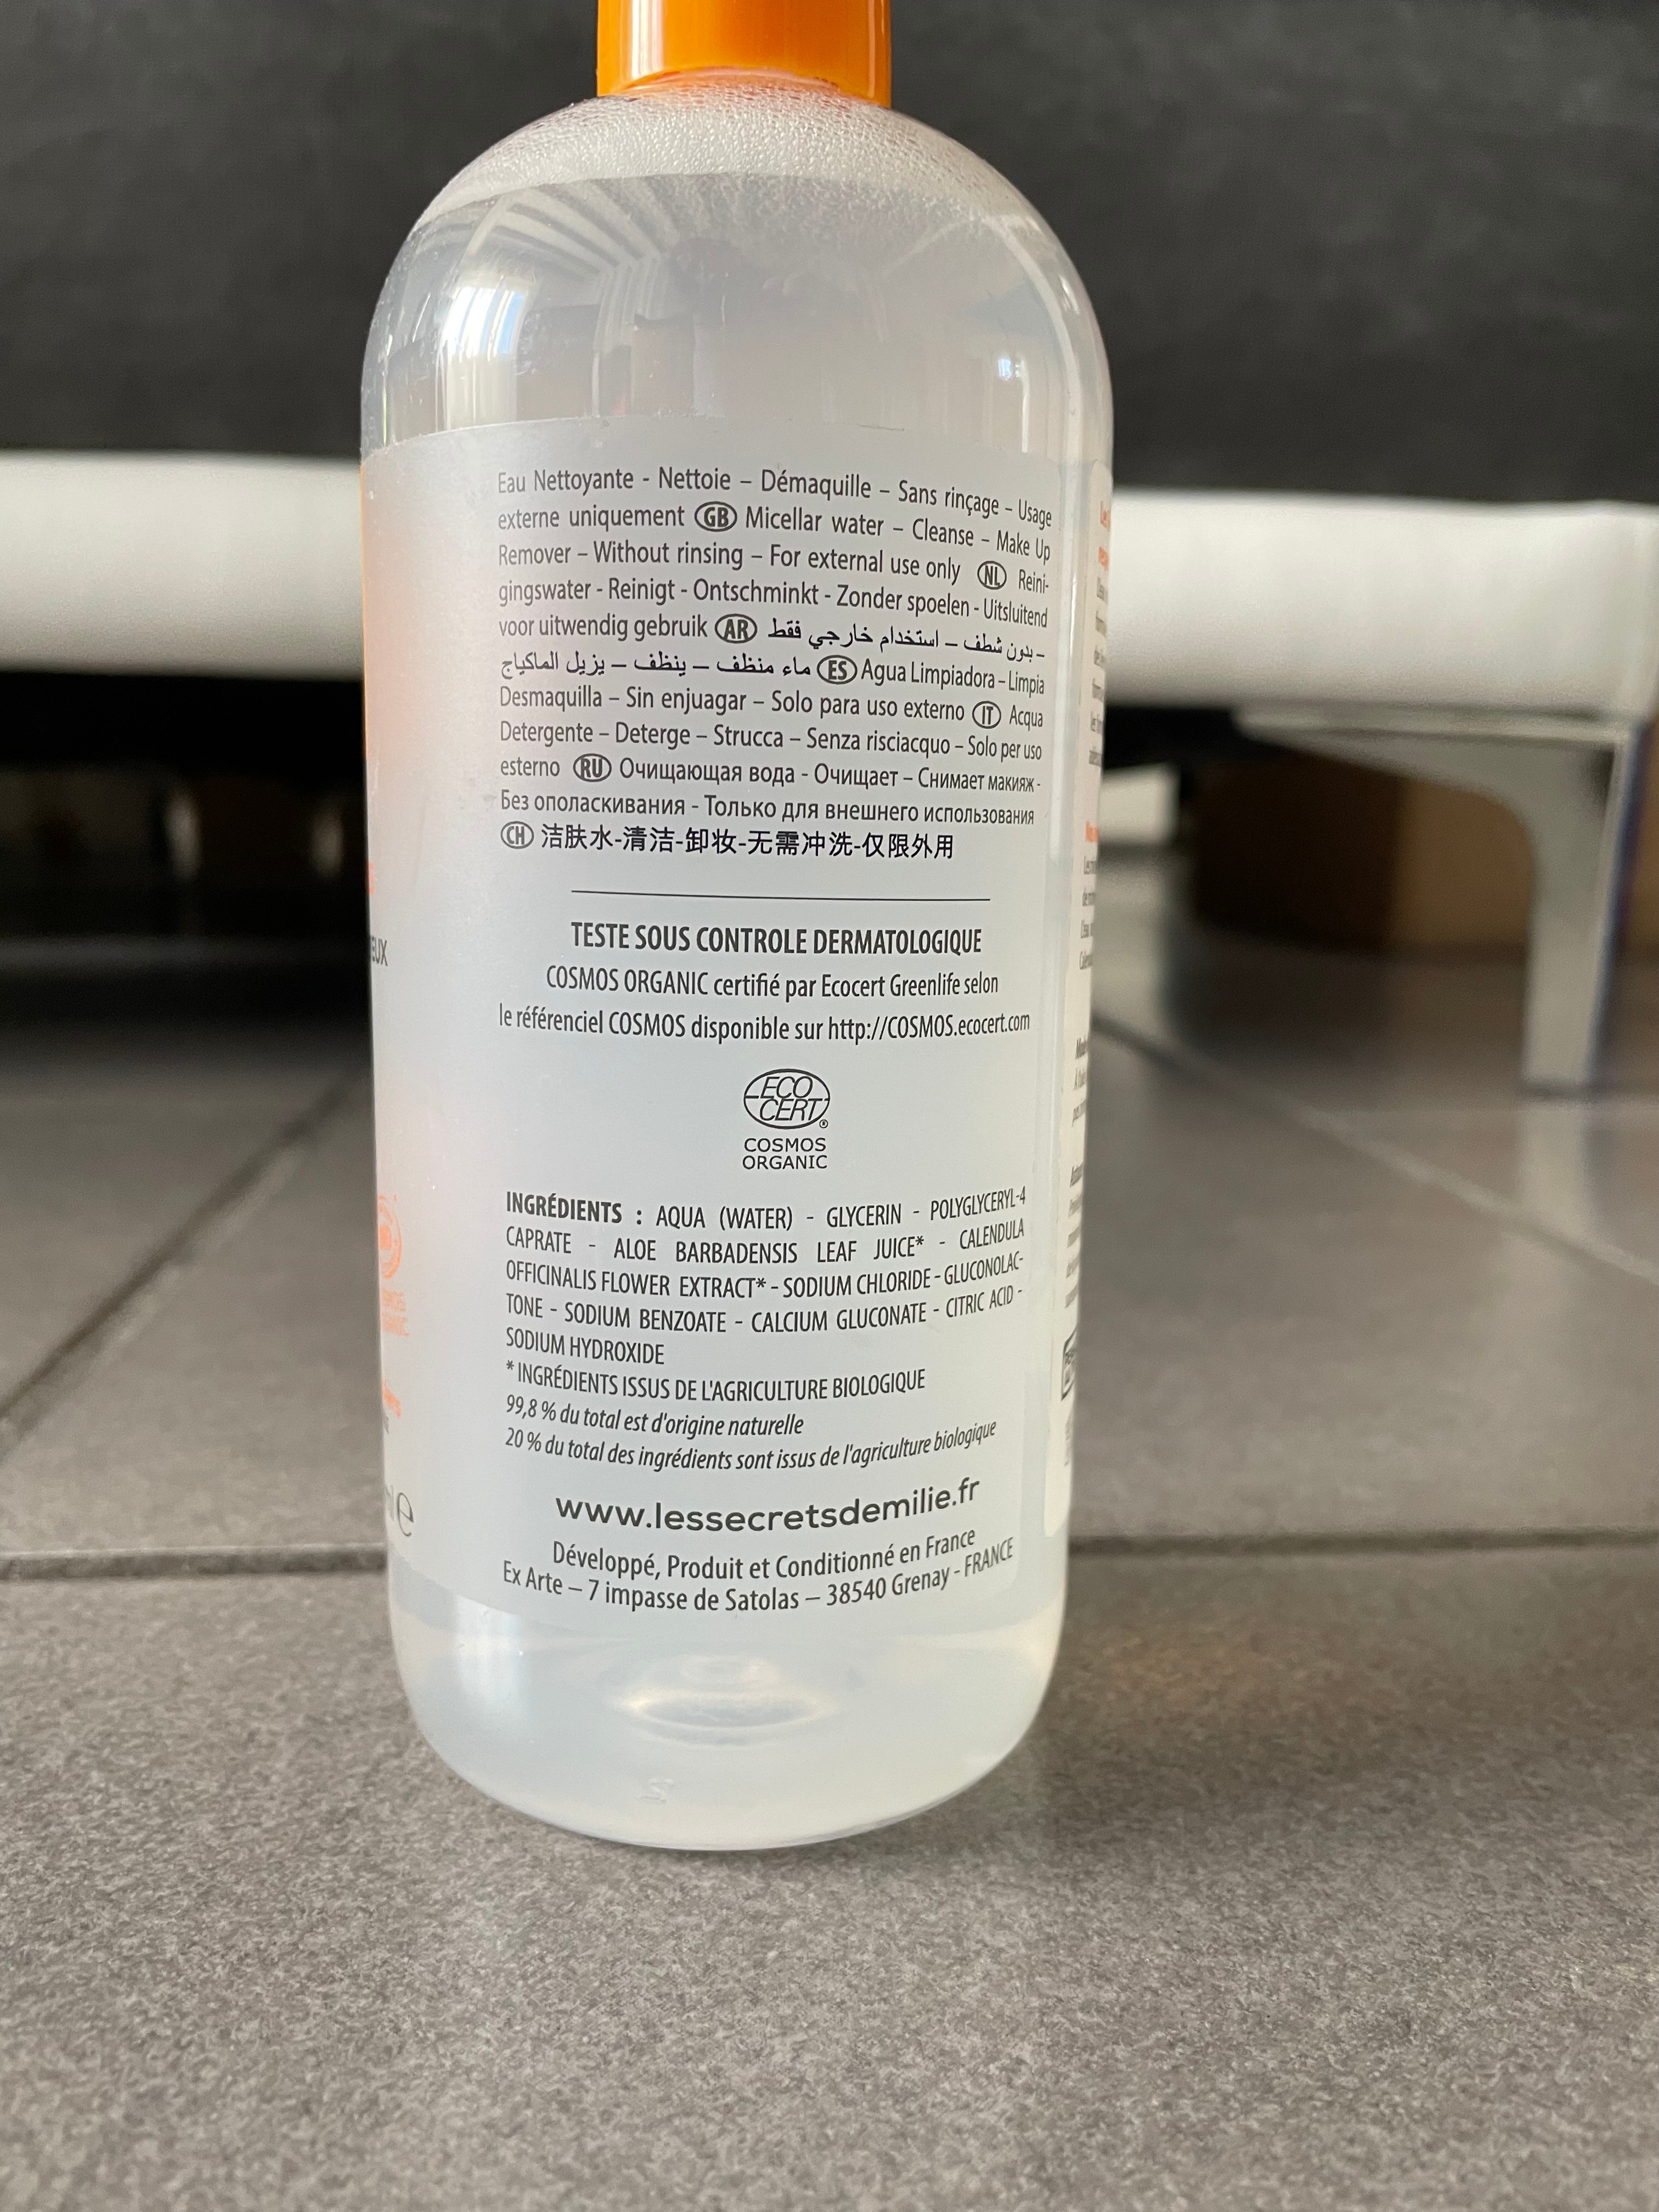 Eau Nettoyante - Nettoie – Démaquille – Sans rinçage – Usage
externe uniquement GB Micellar water – Cleanse – Make Up
Remover – Without rinsing – For external use only NL Reini-
gingswater - Reinigt - Ontschminkt - Zonder spoelen - Uitsluitend
voor uitwendig gebruik AR بدون شطف – استخدام خارجي فقط –
ماء منظف – ينظف – يزيل الماكياج ES Agua Limpiadora – Limpia
Desmaquilla – Sin enjuagar – Solo para uso externo IT Acqua
Detergente – Deterge – Strucca – Senza risciacquo – Solo per uso
esterno RU Очищающая вода - Очищает – Снимает макияж -
Без ополаскивания - Только для внешнего использования
CH 洁肤水-清洁-卸妆-无需冲洗-仅限外用
TESTE SOUS CONTROLE DERMATOLOGIQUE
COSMOS ORGANIC certifié par Ecocert Greenlife selon
le référenciel COSMOS disponible sur http://COSMOS.ecocert.com
ECO
CERT®
COSMOS
ORGANIC
INGRÉDIENTS : AQUA (WATER) - GLYCERIN - POLYGLYCERYL-4
CAPRATE - ALOE BARBADENSIS LEAF JUICE* - CALENDULA
OFFICINALIS FLOWER EXTRACT* - SODIUM CHLORIDE - GLUCONOLAC-
TONE - SODIUM BENZOATE - CALCIUM GLUCONATE - CITRIC ACID -
SODIUM HYDROXIDE
* INGRÉDIENTS ISSUS DE L'AGRICULTURE BIOLOGIQUE
99,8 % du total est d'origine naturelle
20 % du total des ingrédients sont issus de l'agriculture biologique
www.lessecretsdemilie.fr
Développé, Produit et Conditionné en France
Ex Arte – 7 impasse de Satolas – 38540 Grenay - FRANCE